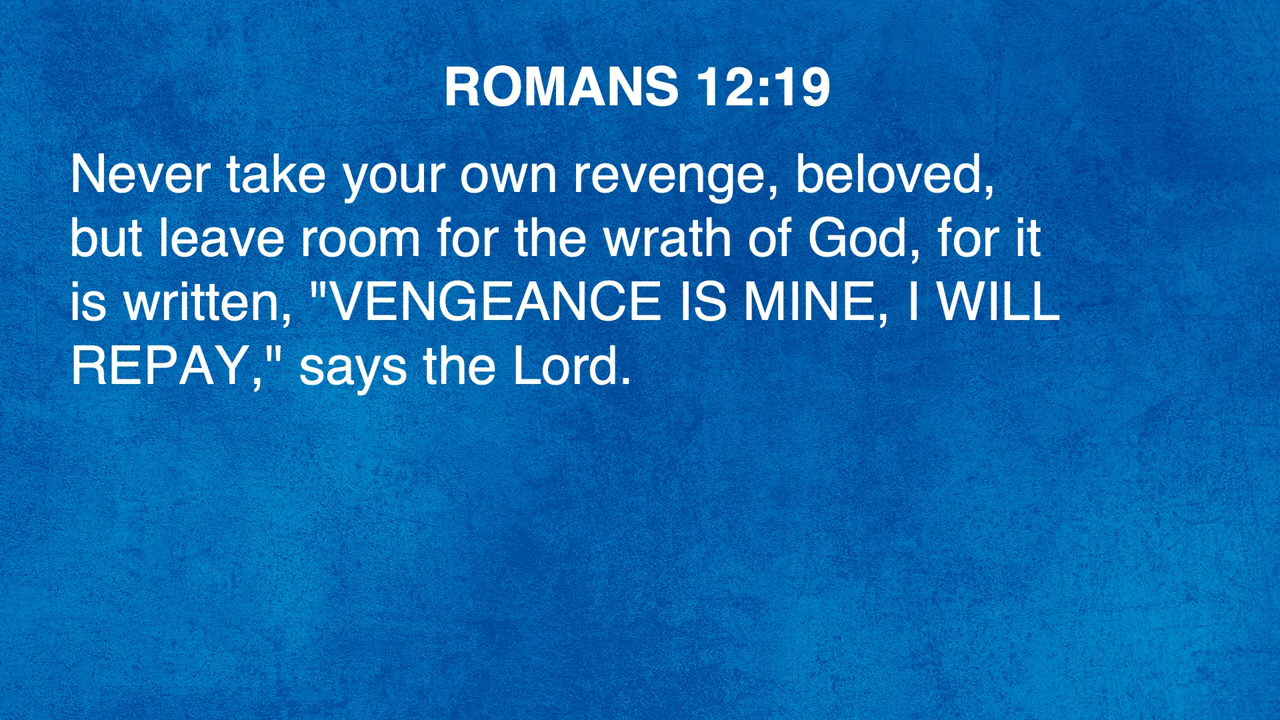 ROMANS 12:19
Never take your own revenge, beloved,
but leave room for the wrath of God, for it
is written, "VENGEANCE IS MINE, I WILL
REPAY," says the Lord.